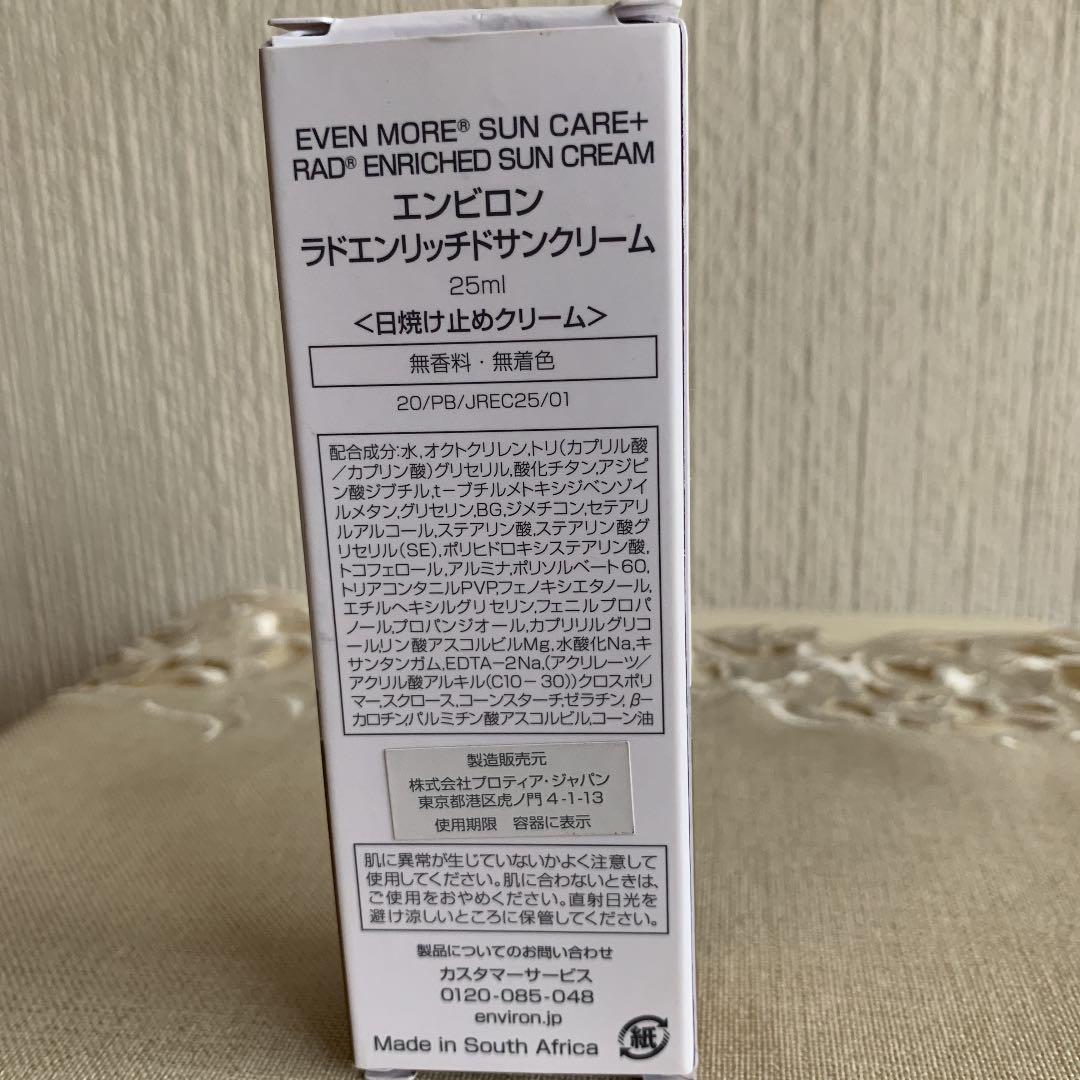 EVEN MORE® SUN CARE+
RAD® ENRICHED SUN CREAM
エンビロン
ラドエンリッチドサンクリーム
25ml
<日焼け止めクリーム>
無香料・無着色
20/PB/JREC25/01
配合成分:水,オクトクリレン,トリ(カプリル酸
/カプリン酸)グリセリル,酸化チタン,アジピ
ン酸ジブチル,t-ブチルメトキシジベンゾイ
ルメタン,グリセリン,BG,ジメチコン,セテアリ
ルアルコール,ステアリン酸,ステアリン酸グ
リセリル(SE),ポリヒドロキシステアリン酸,
トコフェロール,アルミナ,ポリソルベート60,
トリアコンタニルPVP,フェノキシエタノール,
エチルヘキシルグリセリン,フェニルプロパ
ノール,プロパンジオール,カプリリルグリコ
ール,リン酸アスコルビルMg,水酸化Na,キ
サンタンガム,EDTA-2Na,(アクリレーツ/
アクリル酸アルキル(C10-30))クロスポリ
マー,スクロース,コーンスターチ,ゼラチン,β-
カロチン,パルミチン酸アスコルビル,コーン油
製造販売元
株式会社プロティア・ジャパン
東京都港区虎ノ門4-1-13
使用期限 容器に表示
肌に異常が生じていないかよく注意して
使用してください。肌に合わないときは、
ご使用をおやめください。直射日光を
避け涼しいところに保管してください。
製品についてのお問い合わせ
カスタマーサービス
0120-085-048
environ.jp
Made in South Africa
紙